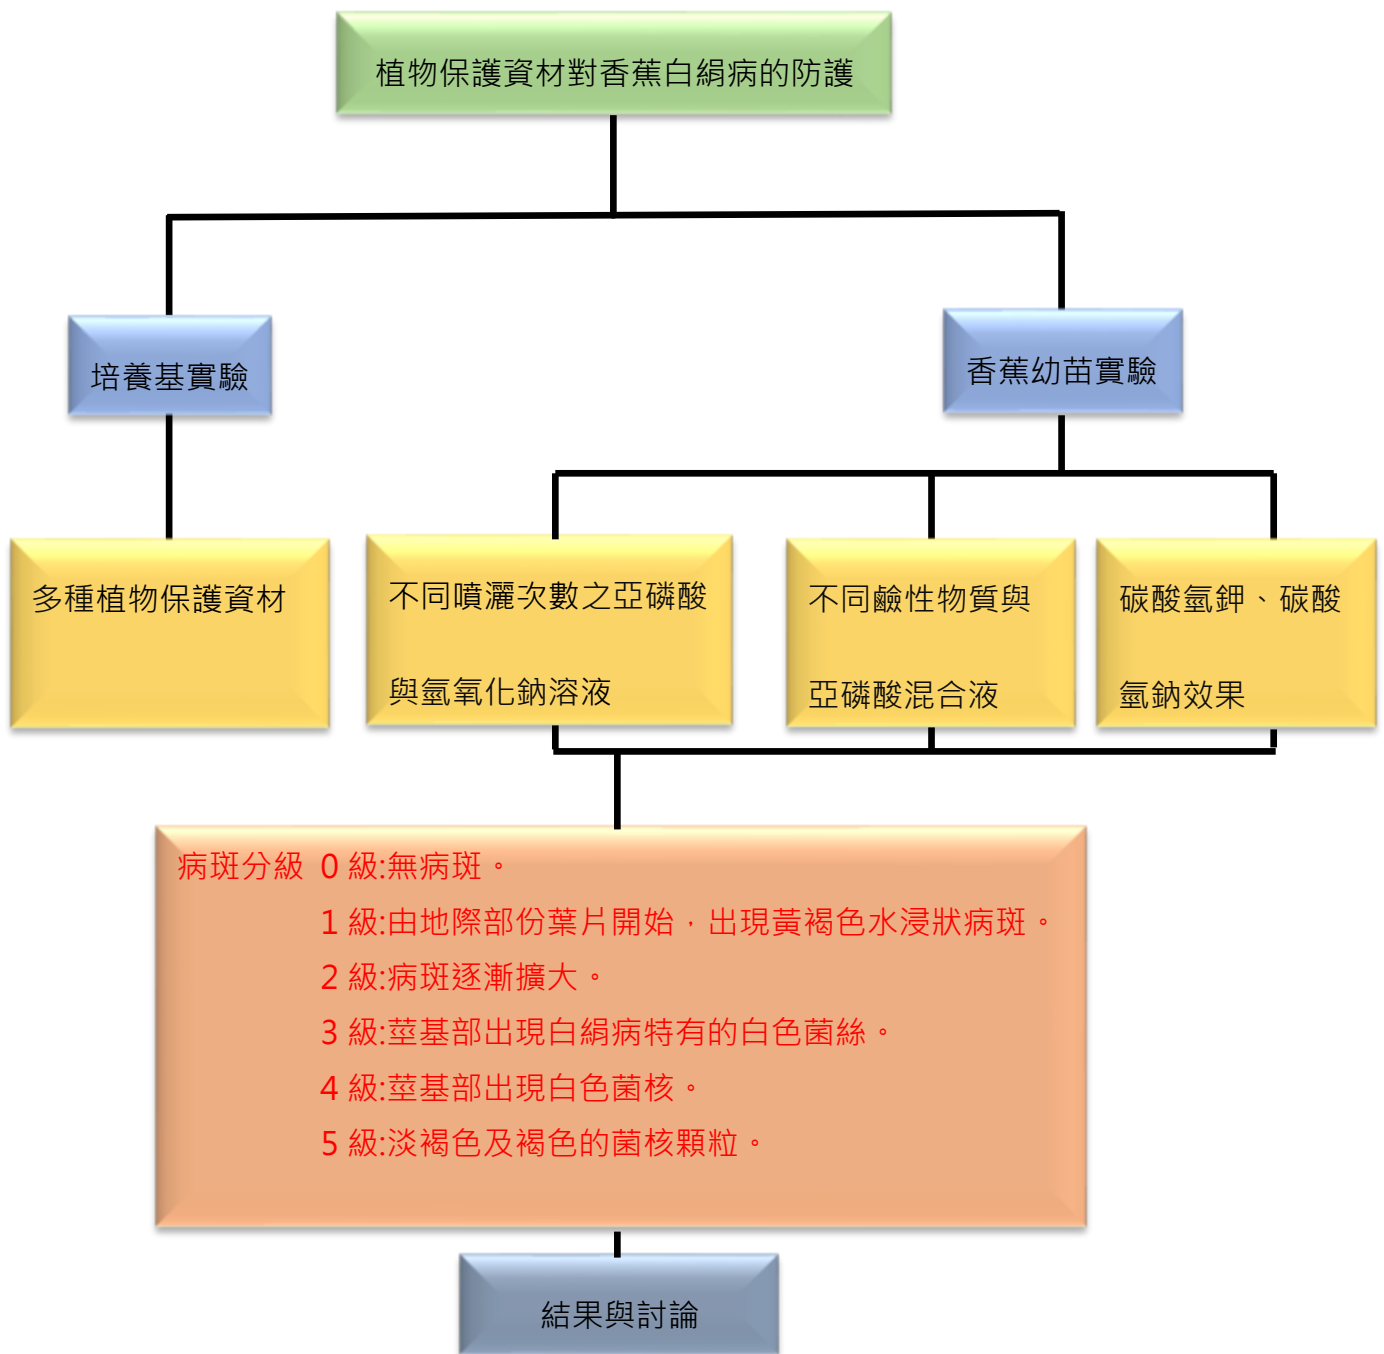 植物保護資材對香蕉白絹病的防護
培養基實驗
香蕉幼苗實驗
多種植物保護資材
不同噴灑次數之亞磷酸
與氫氧化鈉溶液
不同鹼性物質與
亞磷酸混合液
碳酸氫鉀、碳酸
氫鈉效果
病斑分級 0 級:無病斑。
1 級:由地際部份葉片開始，出現黃褐色水浸狀病斑。
2 級:病斑逐漸擴大。
3 級:莖基部出現白絹病特有的白色菌絲。
4 級:莖基部出現白色菌核。
5 級:淡褐色及褐色的菌核顆粒。
結果與討論